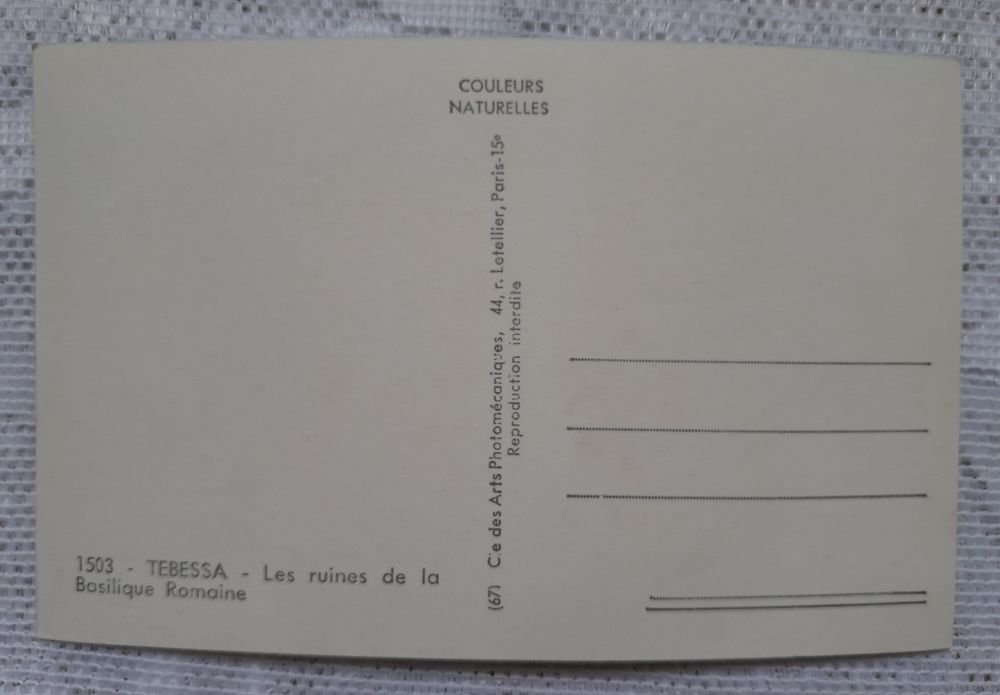 COULEURS
NATURELLES
(67) Cie des Arts Photomécaniques, 44, r. Letellier, Paris-15e
Reproduction interdite
1503 - TEBESSA - Les ruines de la
Basilique Romaine